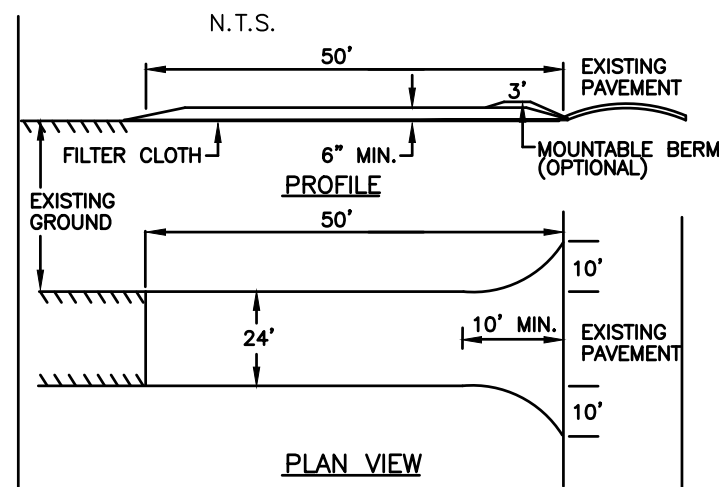 N.T.S.
50'
EXISTING
PAVEMENT
3'
FILTER CLOTH
6" MIN.
MOUNTABLE BERM
(OPTIONAL)
PROFILE
EXISTING
GROUND
50'
10'
24'
10' MIN.
EXISTING
PAVEMENT
10'
PLAN VIEW